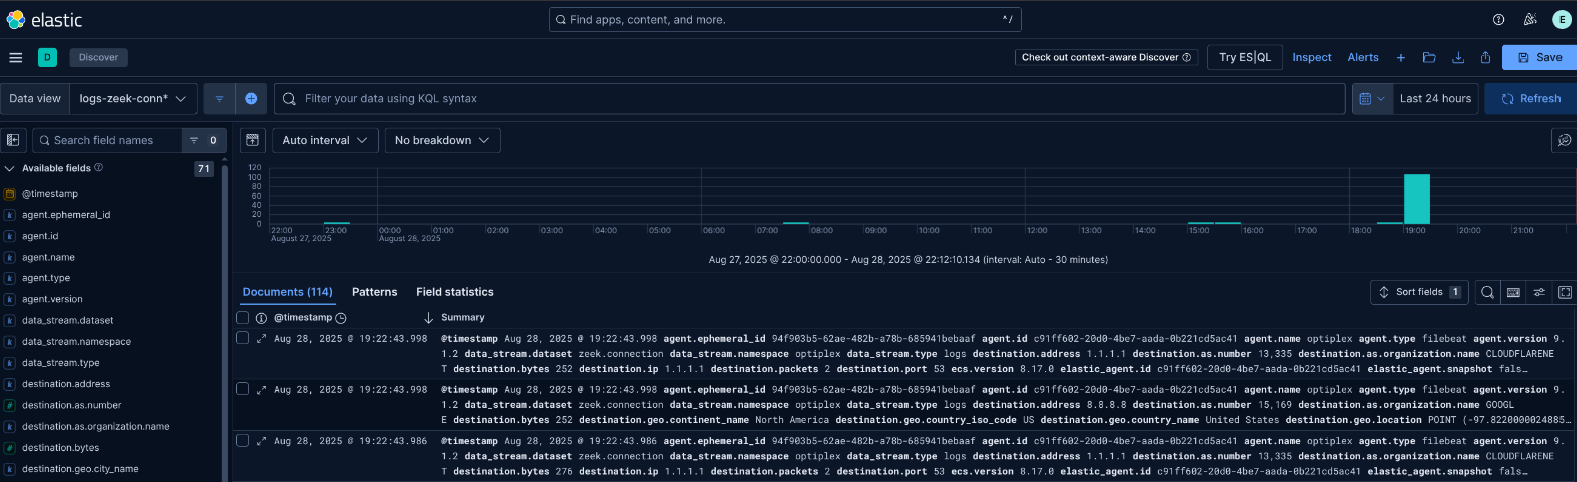 elastic
Find apps, content, and more.
^/
E
D
Discover
Check out context-aware Discover
Try ES|QL
Inspect
Alerts
Save
Data view
logs-zeek-conn*
Filter your data using KQL syntax
Last 24 hours
Refresh
Search field names
0
Auto interval
No breakdown
Available fields
71
@timestamp
agent.ephemeral_id
agent.id
agent.name
agent.type
agent.version
data_stream.dataset
data_stream.namespace
data_stream.type
destination.address
destination.as.number
destination.as.organization.name
destination.bytes
destination.geo.city_name
120
100
80
60
40
20
0
22:00 23:00 00:00 01:00 02:00 03:00 04:00 05:00 06:00 07:00 08:00 09:00 10:00 11:00 12:00 13:00 14:00 15:00 16:00 17:00 18:00 19:00 20:00 21:00
August 27, 2025 August 28, 2025
Aug 27, 2025 @ 22:00:00.000 - Aug 28, 2025 @ 22:12:10.134 (interval: Auto - 30 minutes)
Documents (114) Patterns Field statistics
Sort fields 1
@timestamp Summary
Aug 28, 2025 @ 19:22:43.998 @timestamp Aug 28, 2025 @ 19:22:43.998 agent.ephemeral_id 94f903b5-62ae-482b-a78b-685941bebaaf agent.id c91ff602-20d0-4be7-aada-0b221cd5ac41 agent.name optiplex agent.type filebeat agent.version 9.
1.2 data_stream.dataset zeek.connection data_stream.namespace optiplex data_stream.type logs destination.address 1.1.1.1 destination.as.number 13,335 destination.as.organization.name CLOUDFLARENE
T destination.bytes 252 destination.ip 1.1.1.1 destination.packets 2 destination.port 53 ecs.version 8.17.0 elastic_agent.id c91ff602-20d0-4be7-aada-0b221cd5ac41 elastic_agent.snapshot fals…
Aug 28, 2025 @ 19:22:43.998 @timestamp Aug 28, 2025 @ 19:22:43.998 agent.ephemeral_id 94f903b5-62ae-482b-a78b-685941bebaaf agent.id c91ff602-20d0-4be7-aada-0b221cd5ac41 agent.name optiplex agent.type filebeat agent.version 9.
1.2 data_stream.dataset zeek.connection data_stream.namespace optiplex data_stream.type logs destination.address 8.8.8.8 destination.as.number 15,169 destination.as.organization.name GOOGL
E destination.bytes 252 destination.geo.continent_name North America destination.geo.country_iso_code US destination.geo.country_name United States destination.geo.location POINT (-97.8220000024885…
Aug 28, 2025 @ 19:22:43.986 @timestamp Aug 28, 2025 @ 19:22:43.986 agent.ephemeral_id 94f903b5-62ae-482b-a78b-685941bebaaf agent.id c91ff602-20d0-4be7-aada-0b221cd5ac41 agent.name optiplex agent.type filebeat agent.version 9.
1.2 data_stream.dataset zeek.connection data_stream.namespace optiplex data_stream.type logs destination.address 1.1.1.1 destination.as.number 13,335 destination.as.organization.name CLOUDFLARENE
T destination.bytes 276 destination.ip 1.1.1.1 destination.packets 2 destination.port 53 ecs.version 8.17.0 elastic_agent.id c91ff602-20d0-4be7-aada-0b221cd5ac41 elastic_agent.snapshot fals…